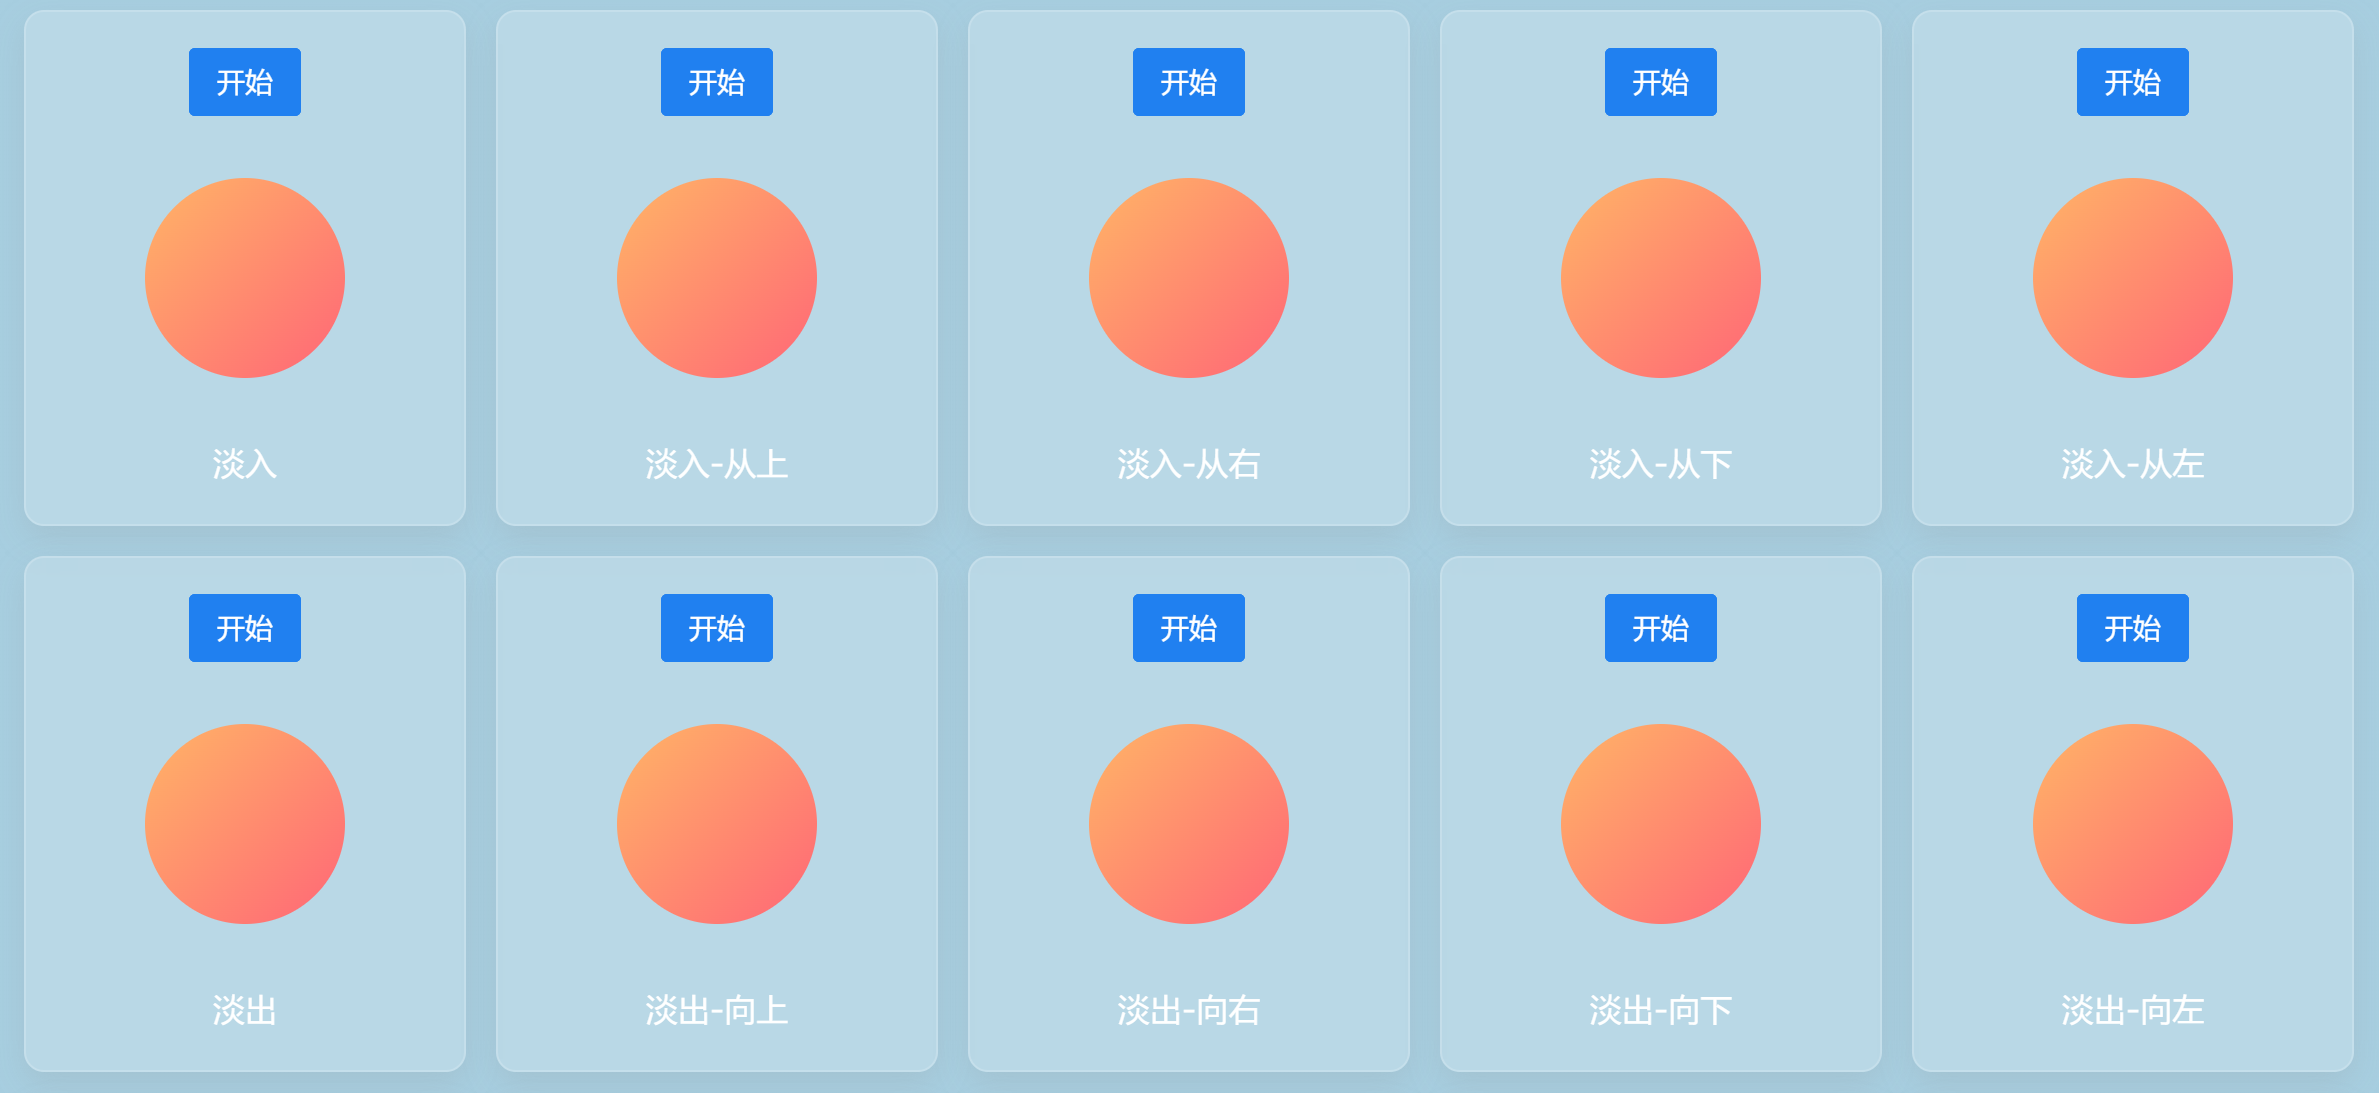 开始
开始
开始
开始
开始
淡入
淡入-从上
淡入-从右
淡入-从下
淡入-从左
开始
开始
开始
开始
开始
淡出
淡出-向上
淡出-向右
淡出-向下
淡出-向左